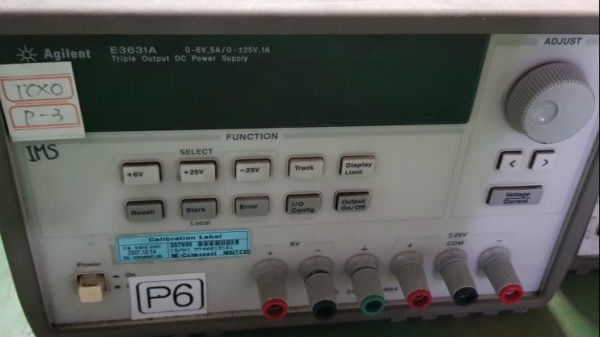 Agilent E3631A 0-6V,5A/0-±25V,1A
Triple Output DC Power Supply
ADJUST
TCXO
P-3
IMS
FUNCTION
SELECT
+6V +25V -25V Track Display Limit
Recall Store Error I/O Config Output On/Off
Local
< >
Voltage
Current
Calibration Label
Power
On
P6
6V
±25V
COM
+ - + -
MAX